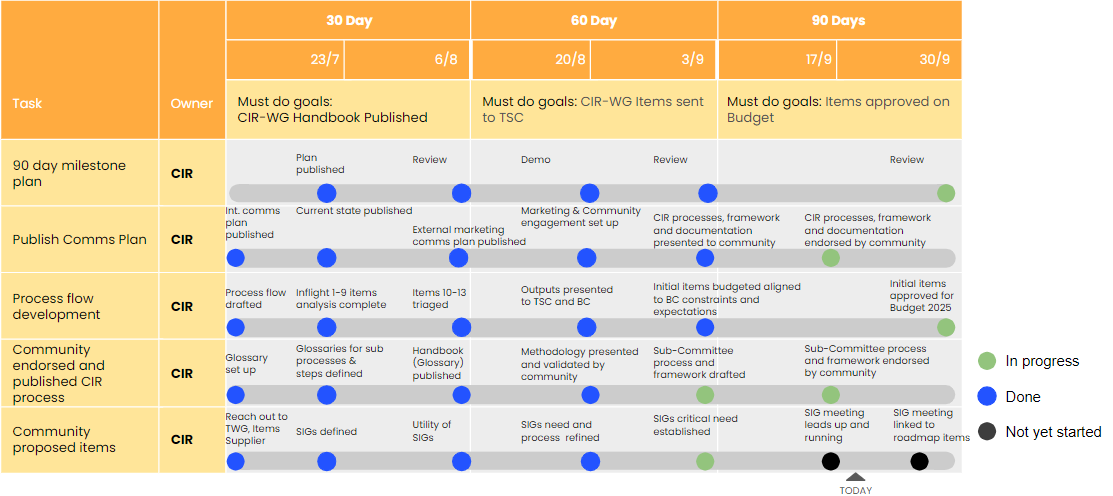 30 Day
60 Day
90 Days
23/7
6/8
20/8
3/9
17/9
30/9
Task
Owner
Must do goals:
CIR-WG Handbook Published
Must do goals: CIR-WG Items sent
to TSC
Must do goals: Items approved on
Budget
90 day milestone
plan
CIR
Plan
published
Review
Demo
Review
Review
Publish Comms Plan
CIR
Int. comms
plan
published
Current state published
External marketing
comms plan published
Marketing & Community
engagement set up
CIR processes, framework
and documentation
presented to community
CIR processes, framework
and documentation
endorsed by community
Process flow
development
CIR
Process flow
drafted
Inflight 1-9 items
analysis complete
Items 10-13
triaged
Outputs presented
to TSC and BC
Initial items budgeted aligned
to BC constraints and
expectations
Initial items
approved for
Budget 2025
Community
endorsed and
published CIR
process
CIR
Glossary
set up
Glossaries for sub
processes &
steps defined
Handbook
(Glossary)
published
Methodology presented
and validated by
community
Sub-Committee
process and
framework drafted
Sub-Committee process
and framework endorsed
by community
Community
proposed items
CIR
Reach out to
TWG, Items
Supplier
SIGs defined
Utility of
SIGs
SIGs need and
process refined
SIGs critical need
established
SIG meeting
leads up and
running
SIG meeting
linked to
roadmap items
In progress
Done
Not yet started
TODAY